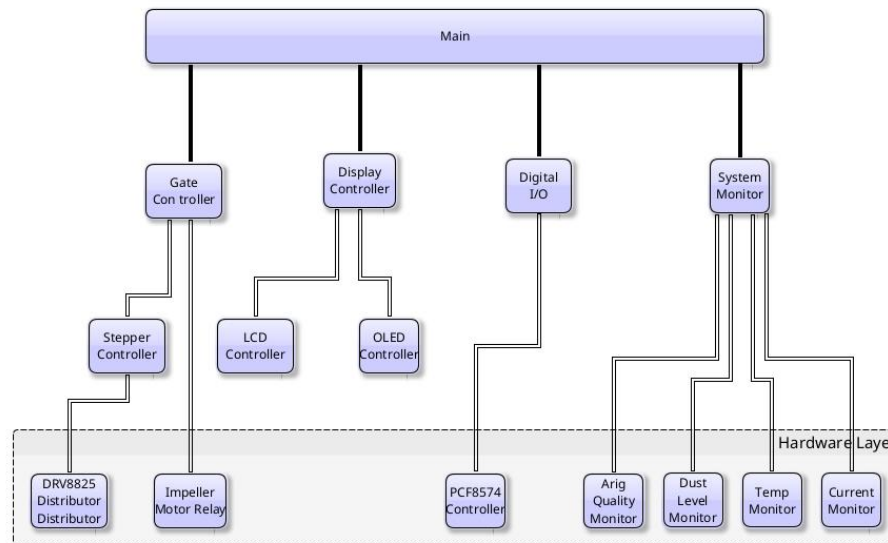 Main
Gate
Con troller
Display
Controller
Digital
I/O
System
Monitor
Stepper
Controller
LCD
Controller
OLED
Controller
Hardware Laye
DRV8825
Distributor
Distributor
Impeller
Motor Relay
PCF8574
Controller
Arig
Quality
Monitor
Dust
Level
Monitor
Temp
Monitor
Current
Monitor